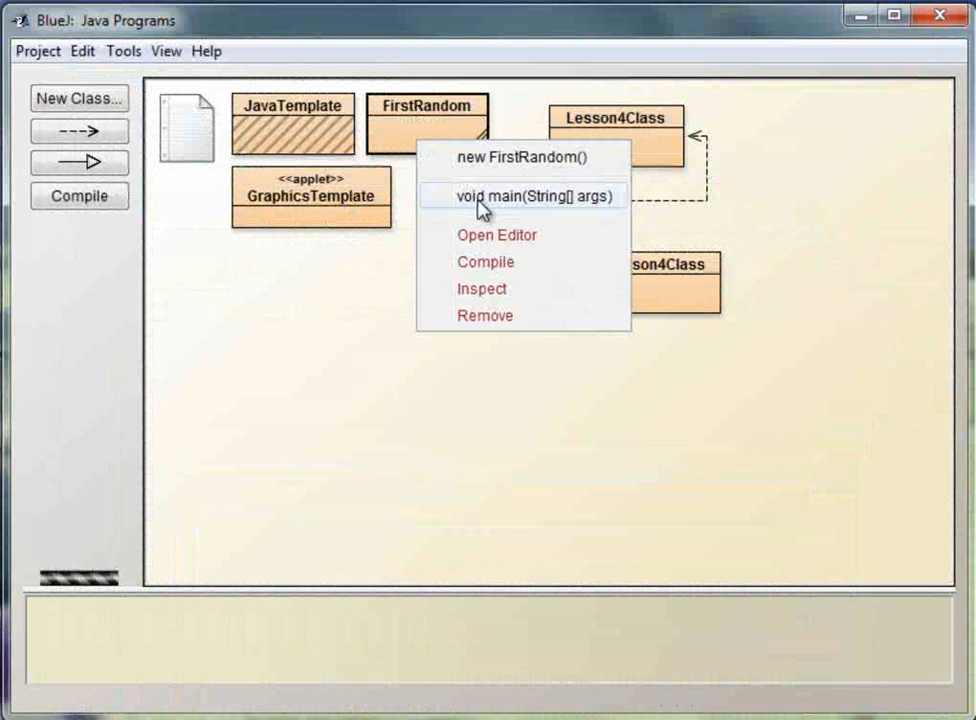 BlueJ: Java Programs
Project Edit Tools View Help
New Class...
Compile
JavaTemplate
FirstRandom
Lesson4Class
<<applet>>
GraphicsTemplate
son4Class
new FirstRandom()
void main(String[] args)
Open Editor
Compile
Inspect
Remove